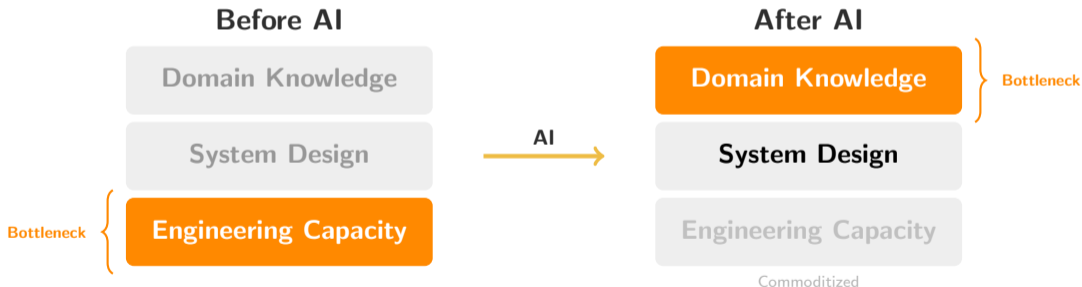 Before AI
Domain Knowledge
System Design
Bottleneck
Engineering Capacity
AI
After AI
Domain Knowledge
Bottleneck
System Design
Engineering Capacity
Commoditized